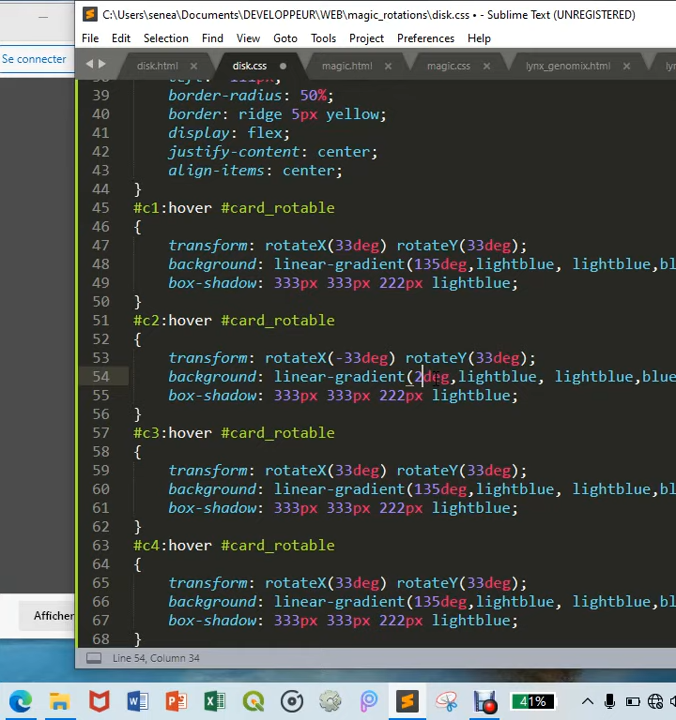 C:\Users\senea\Documents\DEVELOPPEUR\WEB\magic_rotations\disk.css • - Sublime Text (UNREGISTERED)
File Edit Selection Find Goto Tools Project Preferences Help
Se connecter
disk.html disk.css magic.html magic.css lynx_genomix.html lyr
39 border-radius: 50%;
40 border: ridge 5px yellow;
41 display: flex;
42 justify-content: center;
43 align-items: center;
44 }
45 #c1:hover #card_rotable
46 {
47 transform: rotateX(33deg) rotateY(33deg);
48 background: linear-gradient(135deg,lightblue, lightblue,bl
49 box-shadow: 333px 333px 222px lightblue;
50 }
51 #c2:hover #card_rotable
52 {
53 transform: rotateX(-33deg) rotateY(33deg);
54 background: linear-gradient(2deg,lightblue, lightblue,blue
55 box-shadow: 333px 333px 222px lightblue;
56 }
57 #c3:hover #card_rotable
58 {
59 transform: rotateX(33deg) rotateY(33deg);
60 background: linear-gradient(135deg,lightblue, lightblue,bl
61 box-shadow: 333px 333px 222px lightblue;
62 }
63 #c4:hover #card_rotable
64 {
65 transform: rotateX(33deg) rotateY(33deg);
66 background: linear-gradient(135deg,lightblue, lightblue,bl
67 box-shadow: 333px 333px 222px lightblue;
68 }
Afficher
Line 54, Column 34
41%